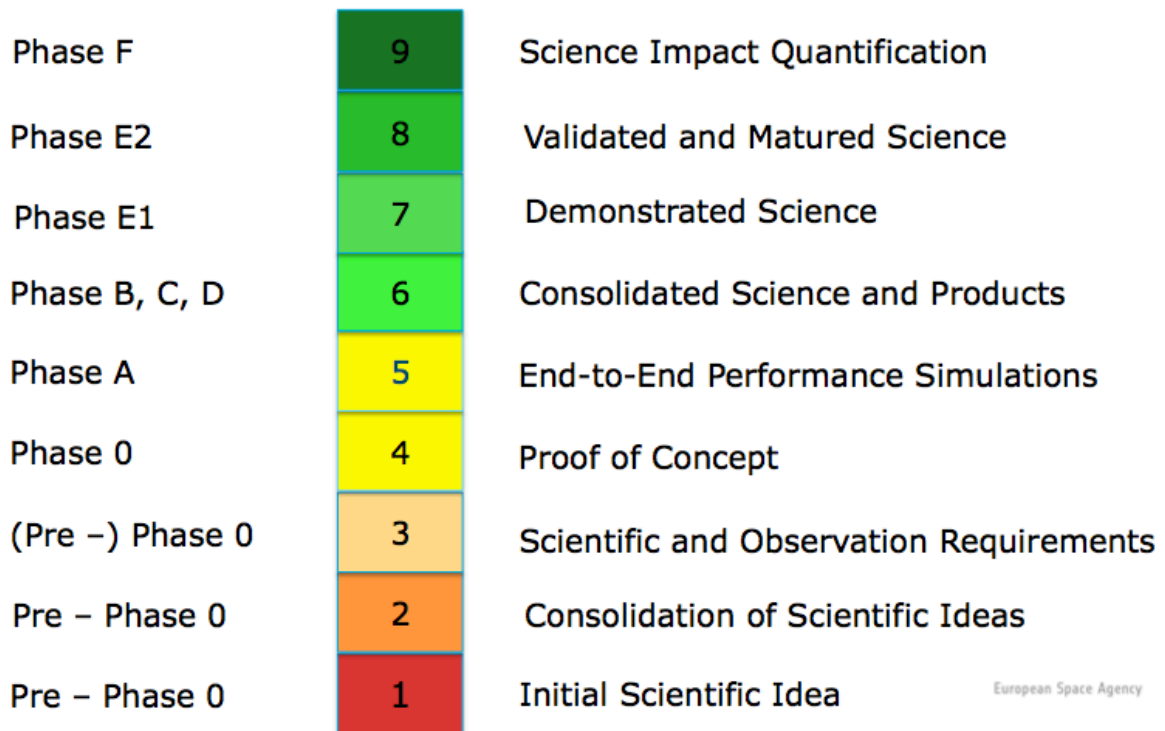 Phase F 9 Science Impact Quantification
Phase E2 8 Validated and Matured Science
Phase E1 7 Demonstrated Science
Phase B, C, D 6 Consolidated Science and Products
Phase A 5 End-to-End Performance Simulations
Phase 0 4 Proof of Concept
(Pre –) Phase 0 3 Scientific and Observation Requirements
Pre – Phase 0 2 Consolidation of Scientific Ideas
Pre – Phase 0 1 Initial Scientific Idea
European Space Agency